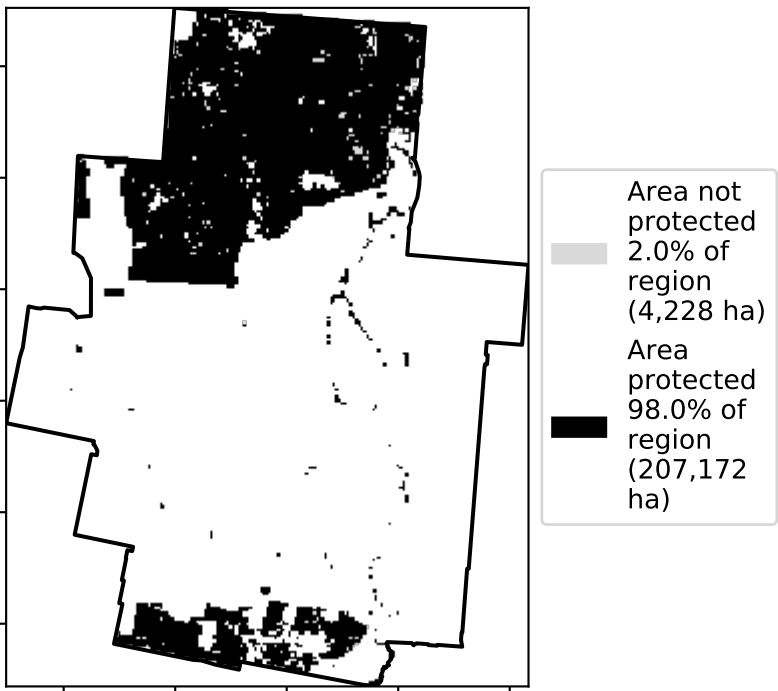 Area not
protected
2.0% of
region
(4,228 ha)
Area
protected
98.0% of
region
(207,172
ha)